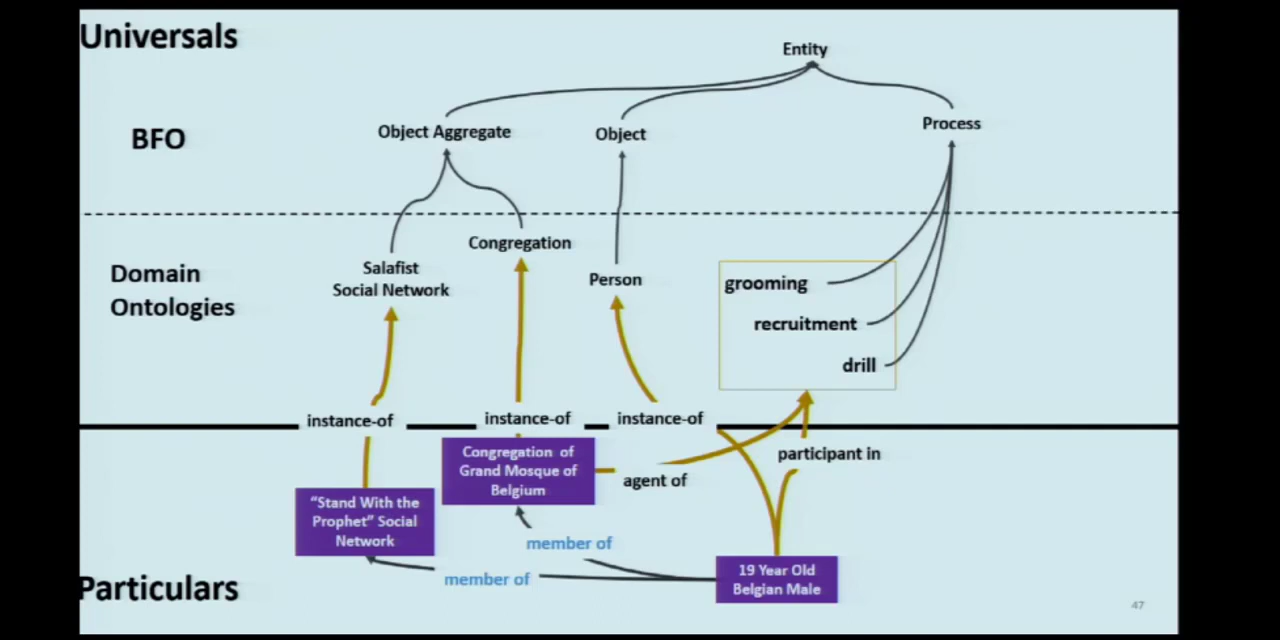 Universals
Entity
BFO
Object Aggregate
Object
Process
Domain
Ontologies
Salafist
Social Network
Congregation
Person
grooming
recruitment
drill
instance-of
instance-of
instance-of
Congregation of
Grand Mosque of
Belgium
agent of
participant in
“Stand With the
Prophet” Social
Network
member of
member of
19 Year Old
Belgian Male
Particulars
47